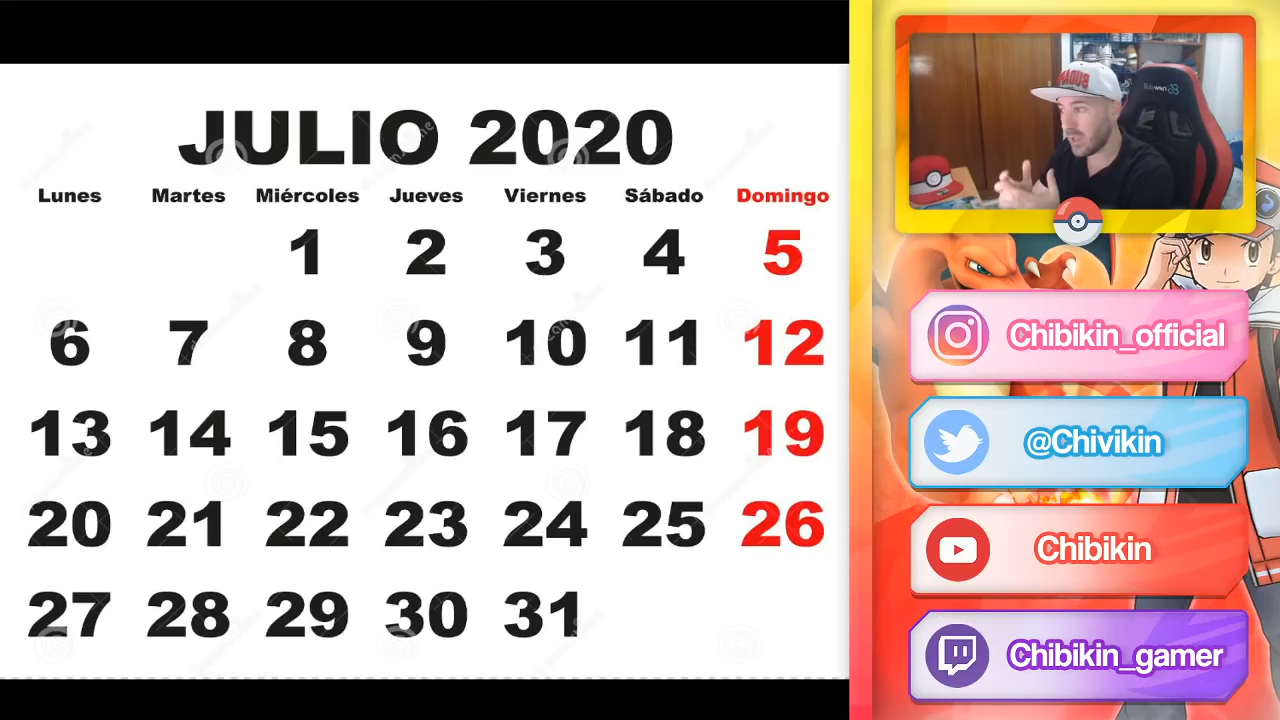 JULIO 2020
Lunes Martes Miércoles Jueves Viernes Sábado Domingo
1 2 3 4 5
6 7 8 9 10 11 12
13 14 15 16 17 18 19
20 21 22 23 24 25 26
27 28 29 30 31
Chibikin_official
@Chivikin
Chibikin
Chibikin_gamer